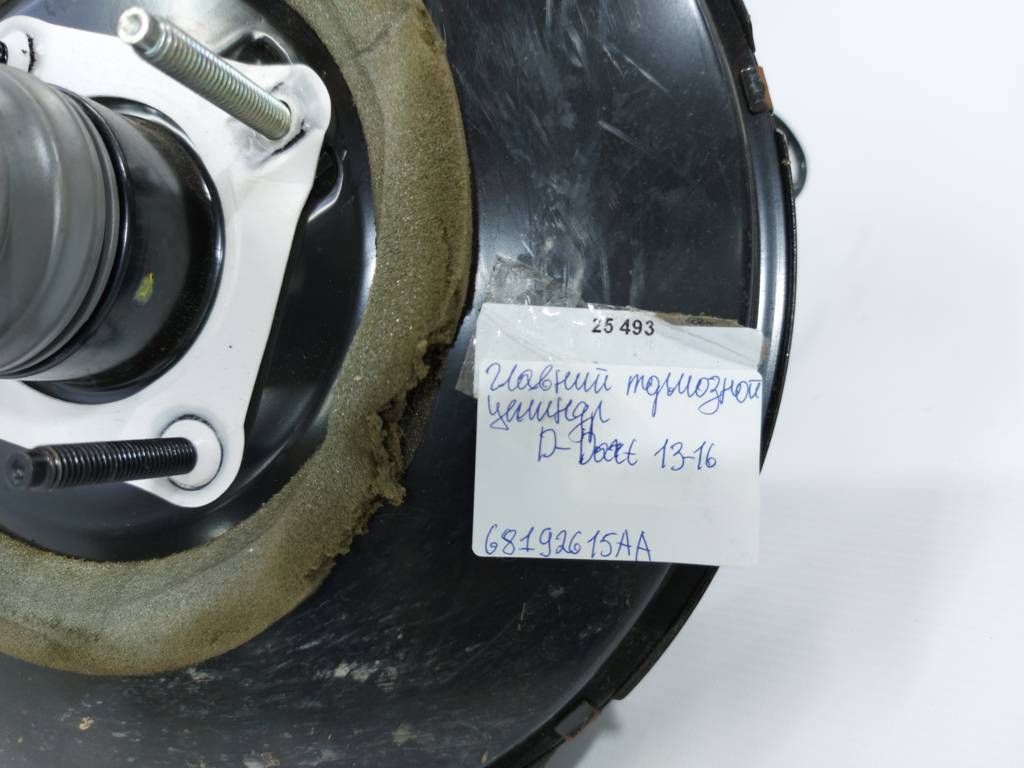 25 493
главний тормозной
цилиндр
D-Dart 13-16
68192615AA